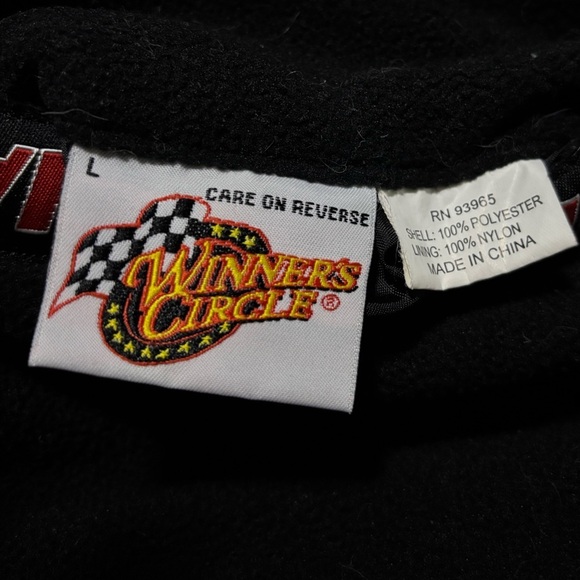 L
CARE ON REVERSE
WINNER'S
CIRCLE®
RN 93965
SHELL: 100% POLYESTER
LINING: 100% NYLON
MADE IN CHINA